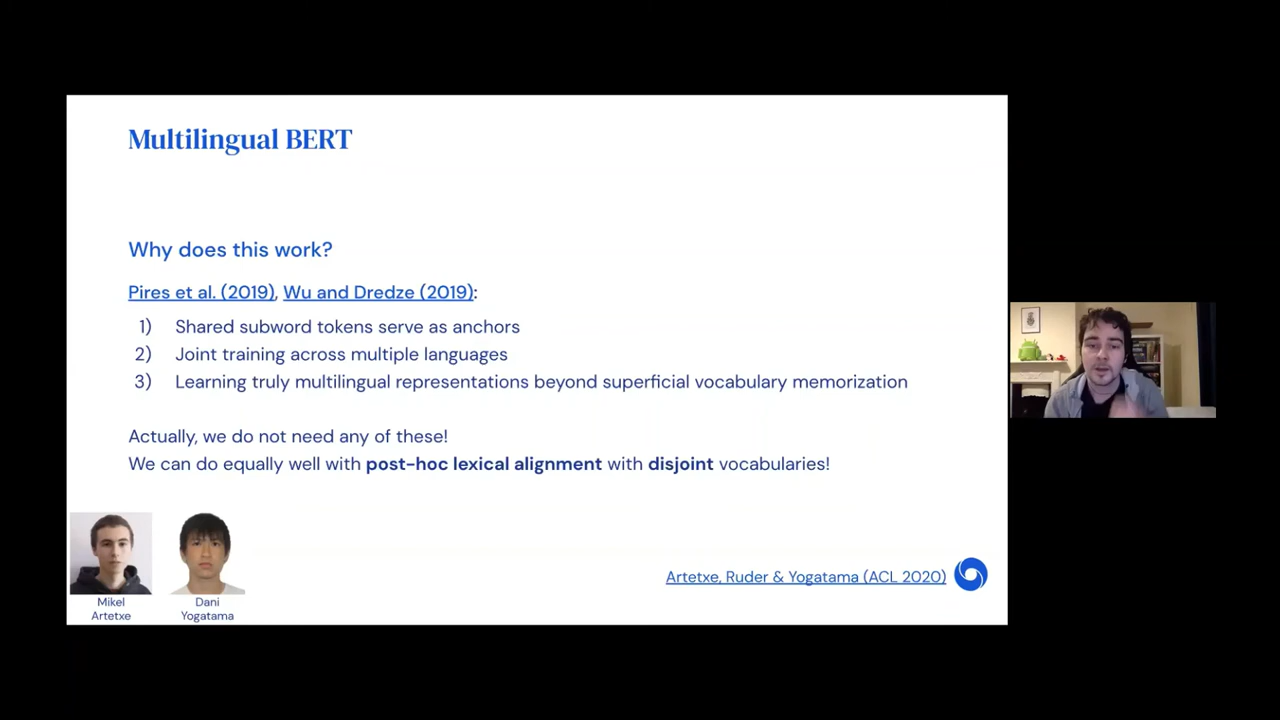 Multilingual BERT
Why does this work?
Pires et al. (2019), Wu and Dredze (2019):
1) Shared subword tokens serve as anchors
2) Joint training across multiple languages
3) Learning truly multilingual representations beyond superficial vocabulary memorization
Actually, we do not need any of these!
We can do equally well with post-hoc lexical alignment with disjoint vocabularies!
Mikel
Artetxe
Dani
Yogatama
Artetxe, Ruder & Yogatama (ACL 2020)